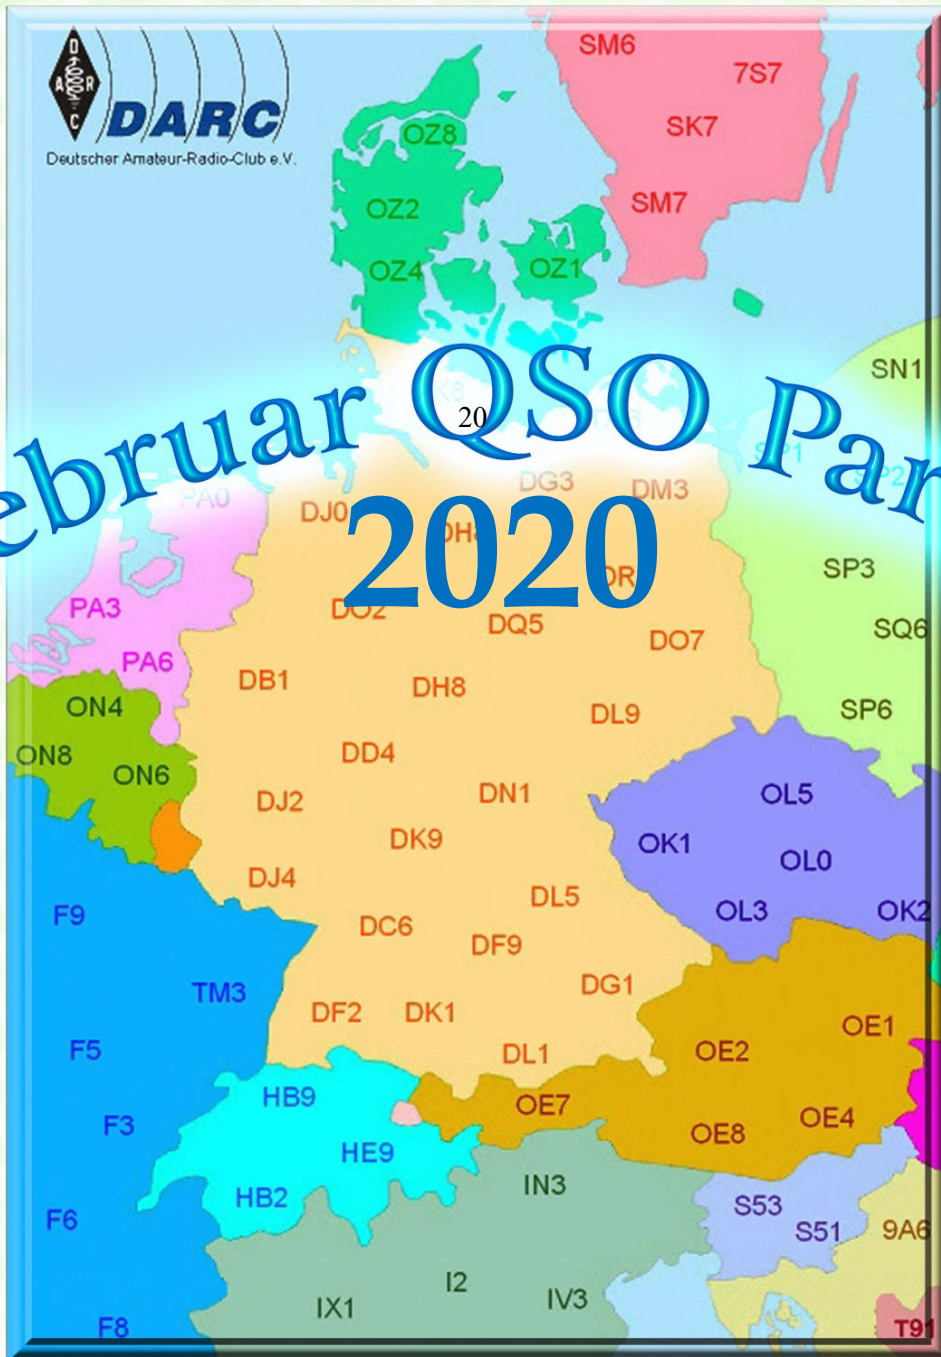 SM6
7S7
D
A R
C
DARC
Deutscher Amateur-Radio-Club e.V.
OZ8
SK7
OZ2
SM7
OZ4
OZ1
SN1
ebruar QSO Par
20
SP1
SP2
PA0
DG3
DM3
DJ0
2020
SP3
PA3
DO2
DQ5
SQ6
DO7
PA6
DB1
DH8
ON4
DL9
SP6
ON8
DD4
ON6
DN1
OL5
DJ2
DK9
OK1
OL0
DJ4
DL5
F9
DC6
OL3
OK2
DF9
TM3
DG1
DF2
DK1
OE1
F5
DL1
OE2
HB9
OE7
F3
OE4
OE8
HE9
IN3
HB2
S53
F6
S51
9A6
I2
IX1
IV3
F8
T91